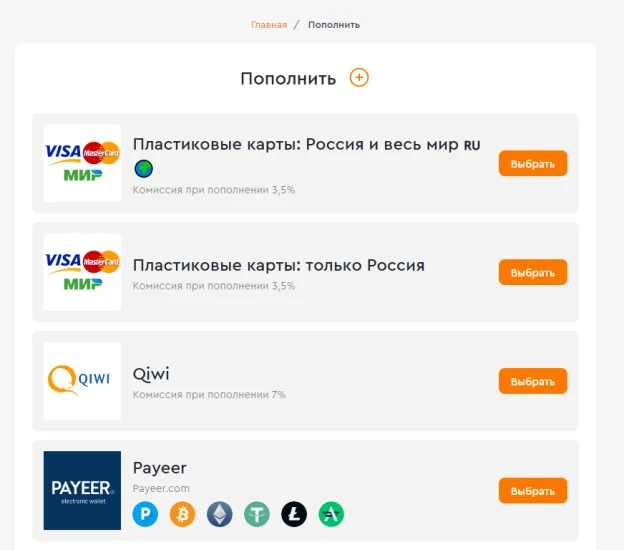 Главная / Пополнить
Пополнить
VISA MasterCard
МИР
Пластиковые карты: Россия и весь мир RU
Комиссия при пополнении 3,5%
Выбрать
VISA MasterCard
МИР
Пластиковые карты: только Россия
Комиссия при пополнении 3,5%
Выбрать
QIWI
Qiwi
Комиссия при пополнении 7%
Выбрать
PAYEER®
electronic wallet
Payeer
Payeer.com
Выбрать